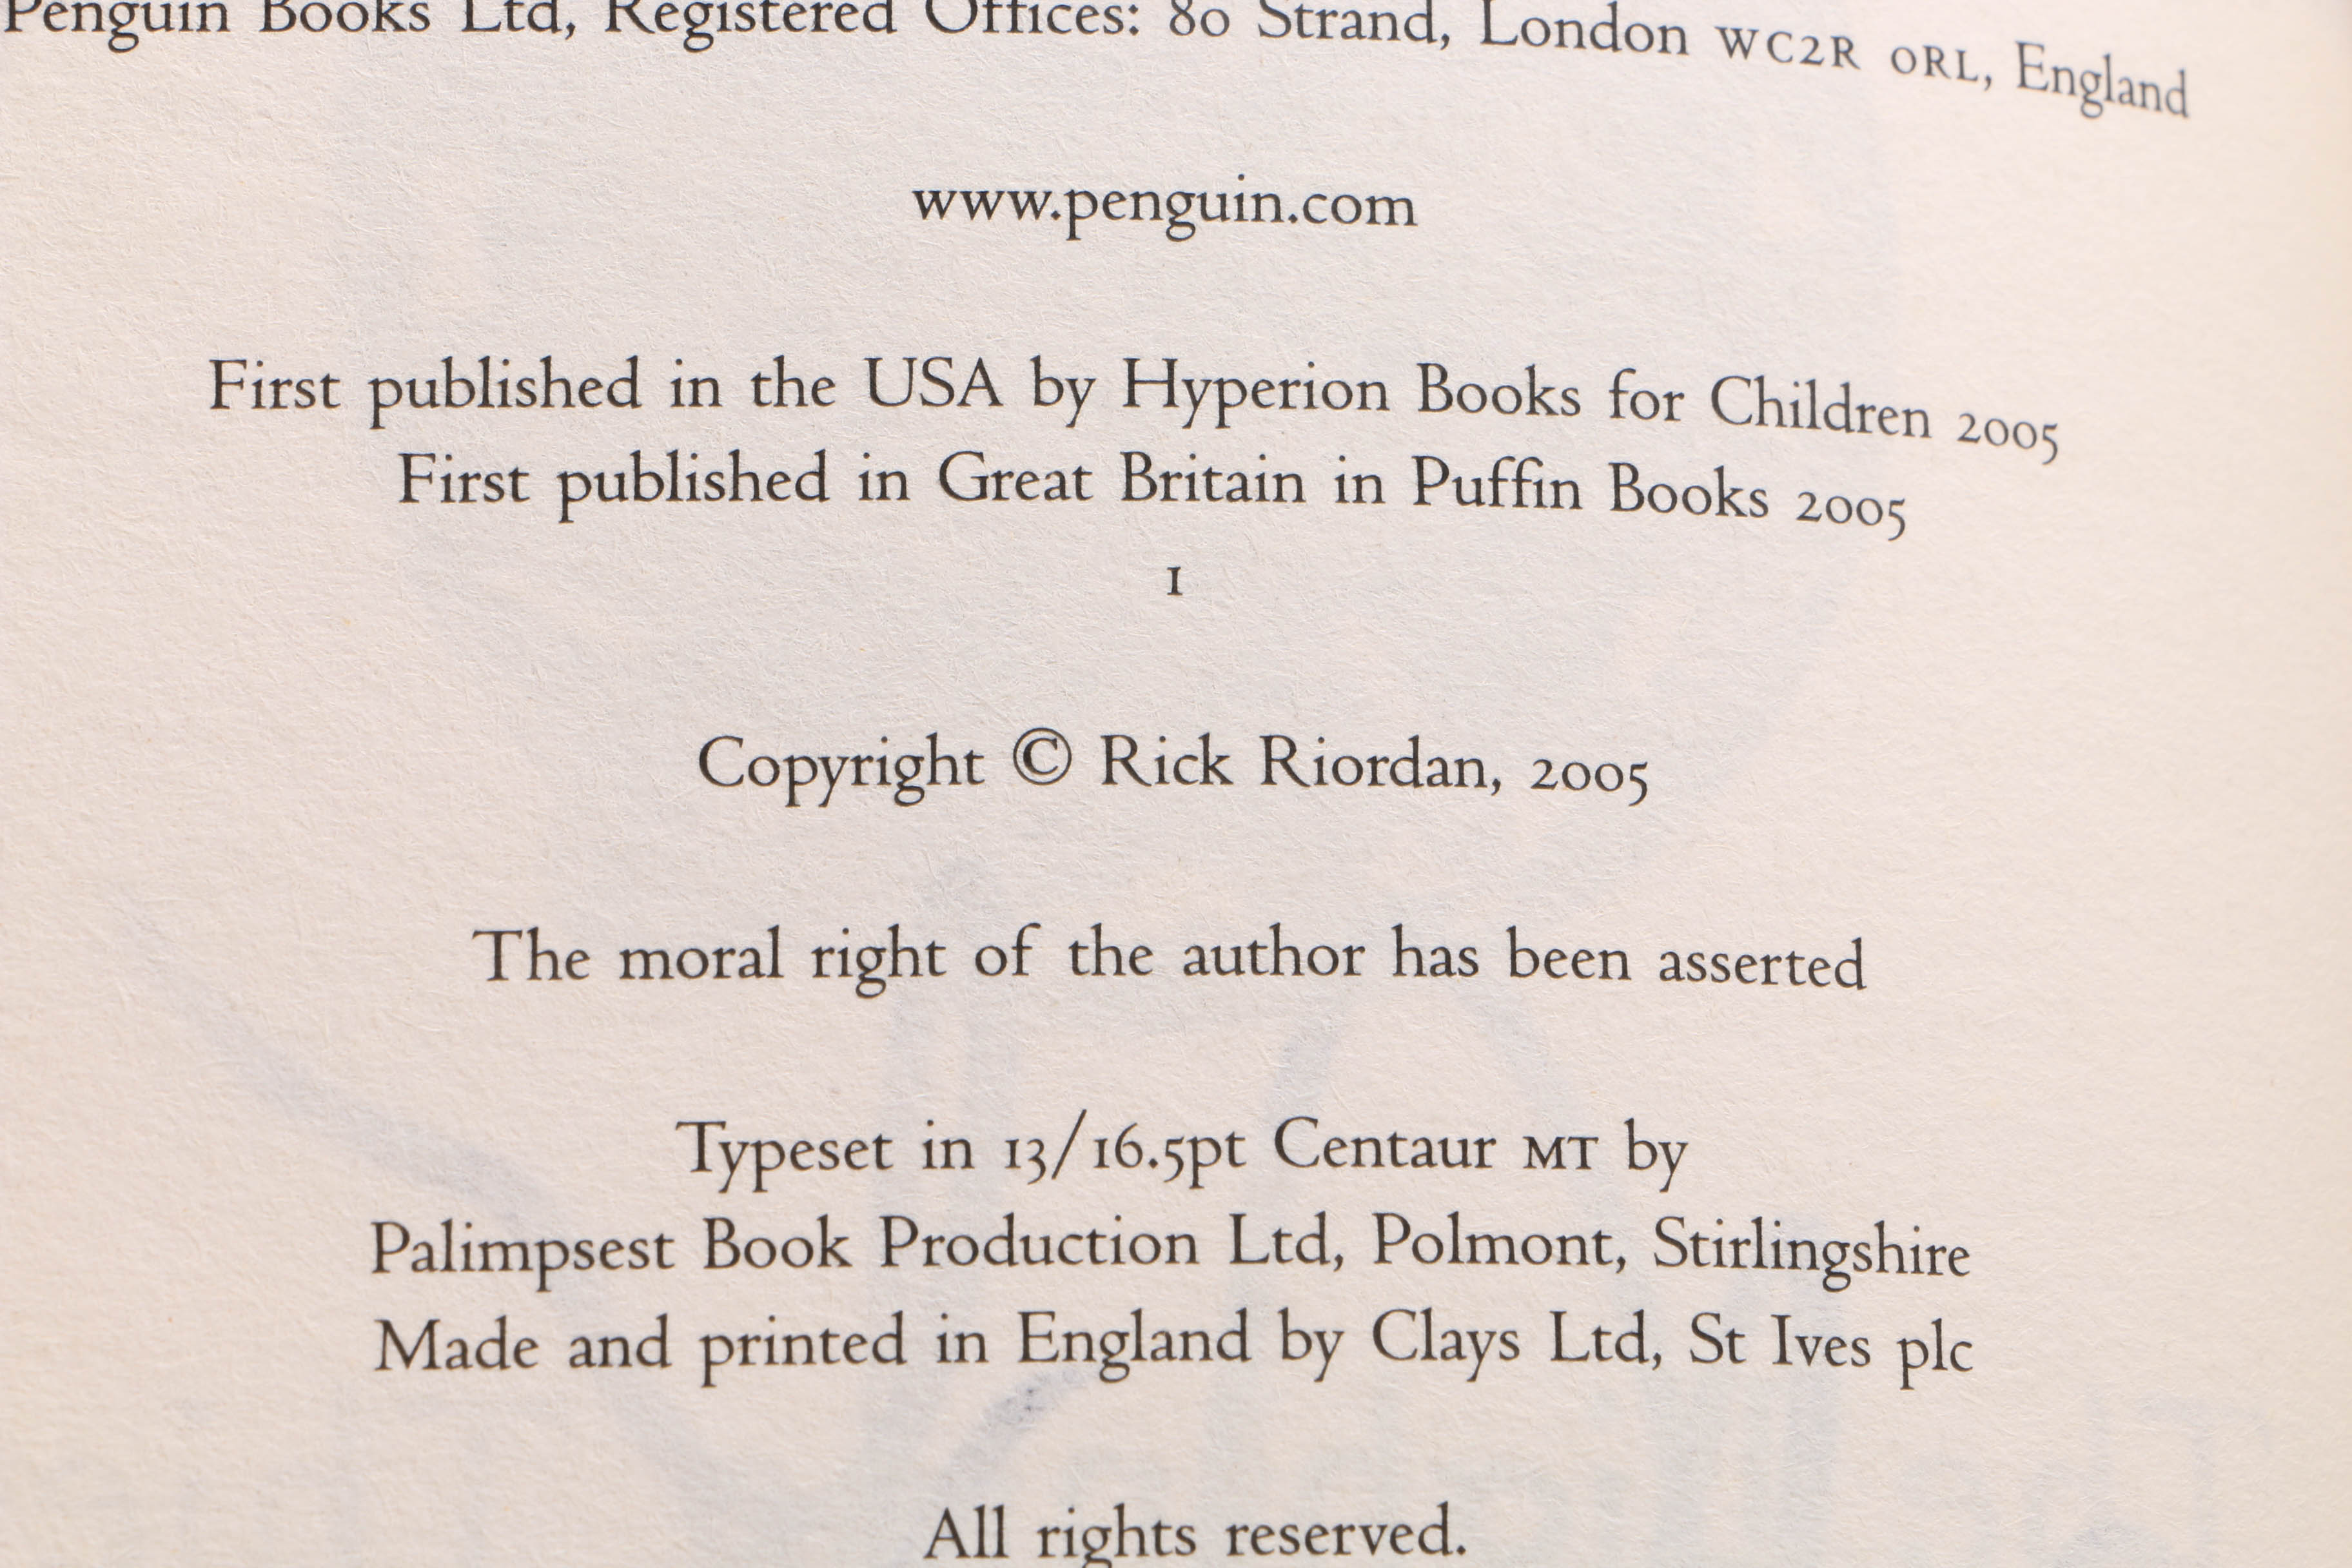 Penguin Books Ltd, Registered Offices: 80 Strand, London WC2R 0RL, England
www.penguin.com
First published in the USA by Hyperion Books for Children 2005
First published in Great Britain in Puffin Books 2005
1
Copyright © Rick Riordan, 2005
The moral right of the author has been asserted
Typeset in 13/16.5pt Centaur MT by
Palimpsest Book Production Ltd, Polmont, Stirlingshire
Made and printed in England by Clays Ltd, St Ives plc
All rights reserved.